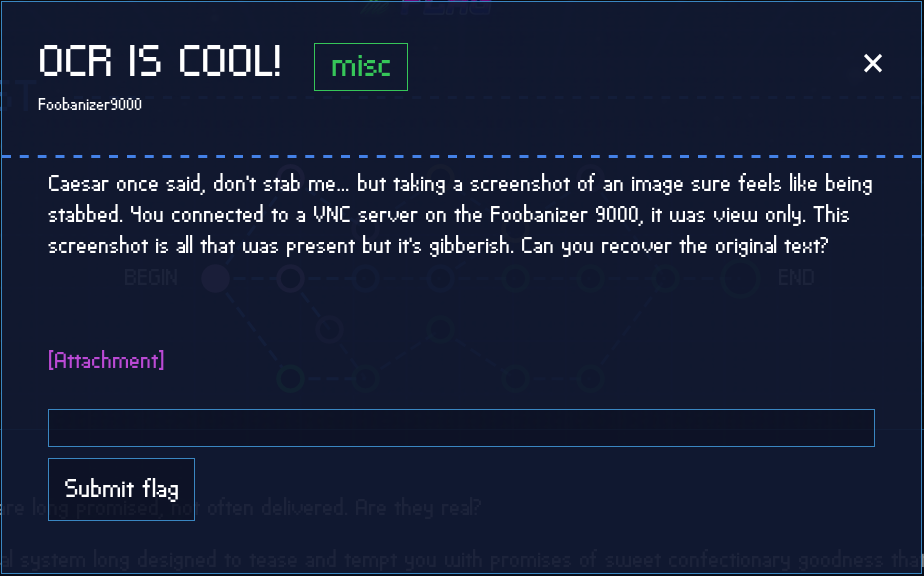 OCR IS COOL!
misc
×
Foobanizer9000
Caesar once said, don't stab me... but taking a screenshot of an image sure feels like being
stabbed. You connected to a VNC server on the Foobanizer 9000, it was view only. This
screenshot is all that was present but it's gibberish. Can you recover the original text?
BEGIN
END
[Attachment]
Submit flag
are long promised, not often delivered. Are they real?
al system long designed to tease and tempt you with promises of sweet confectionary goodness